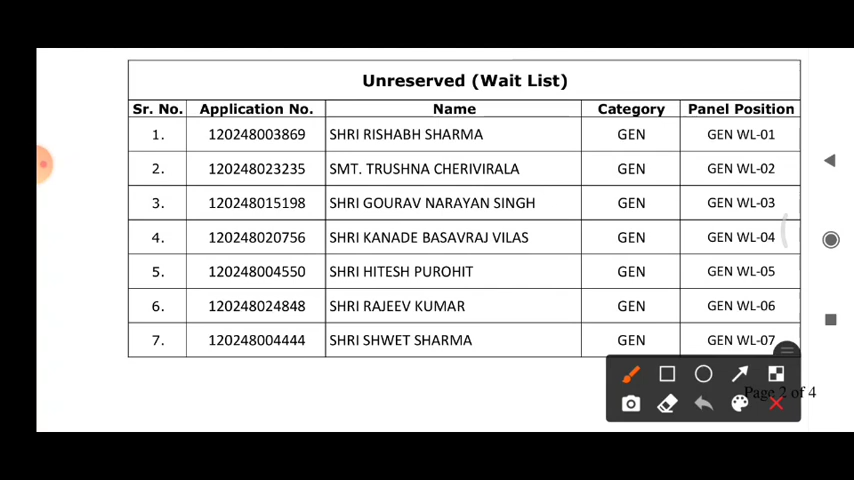 Unreserved (Wait List)
Sr. No. Application No. Name Category Panel Position
1. 120248003869 SHRI RISHABH SHARMA GEN GEN WL-01
2. 120248023235 SMT. TRUSHNA CHERIVIRALA GEN GEN WL-02
3. 120248015198 SHRI GOURAV NARAYAN SINGH GEN GEN WL-03
4. 120248020756 SHRI KANADE BASAVRAJ VILAS GEN GEN WL-04
5. 120248004550 SHRI HITESH PUROHIT GEN GEN WL-05
6. 120248024848 SHRI RAJEEV KUMAR GEN GEN WL-06
7. 120248004444 SHRI SHWET SHARMA GEN GEN WL-07
Page 2 of 4